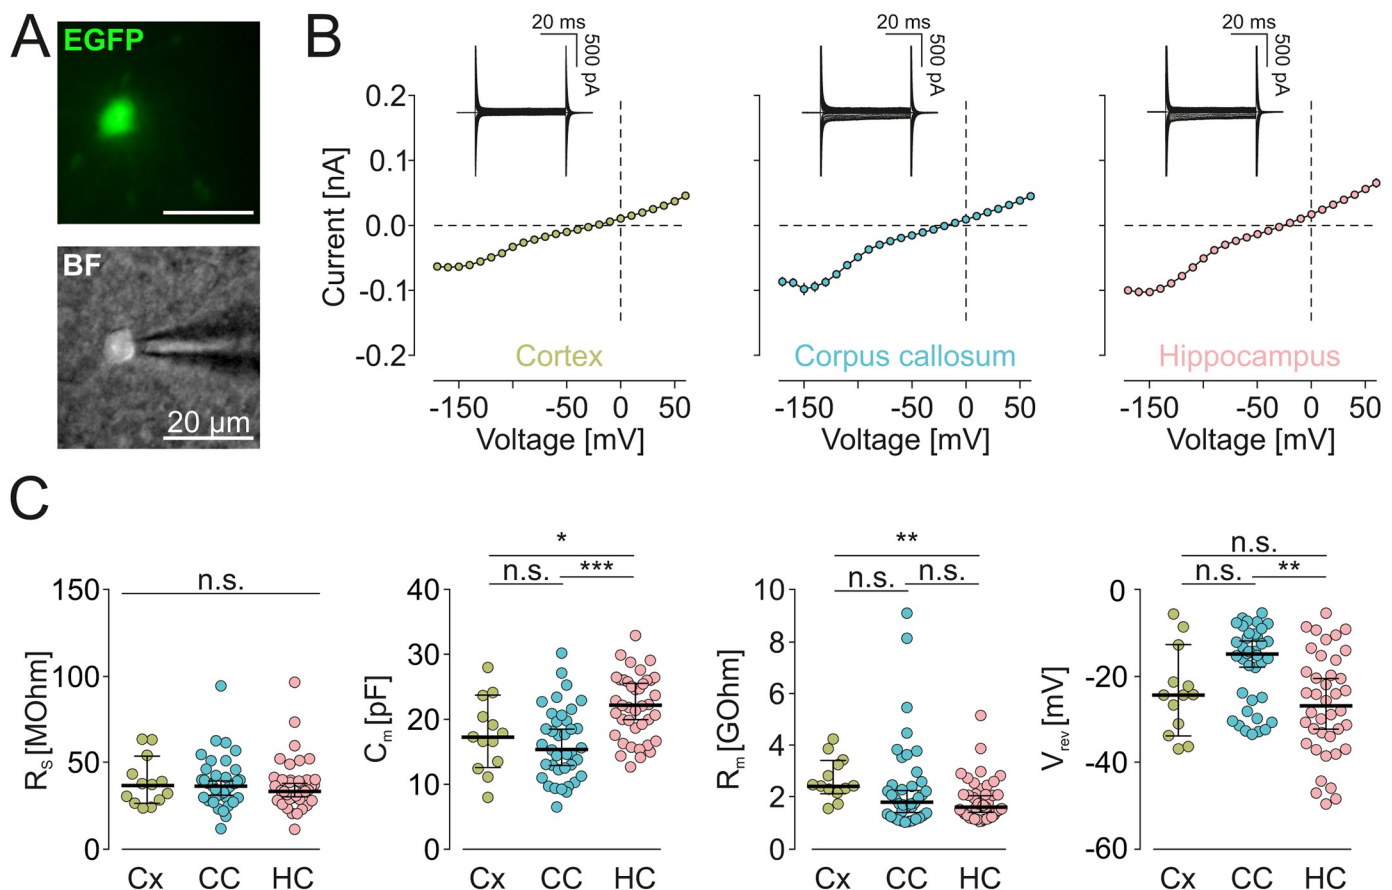 A
EGFP
BF
20 µm
B
20 ms
500 pA
20 ms
500 pA
20 ms
500 pA
Current [nA]
0.2
0.1
0.0
-0.1
-0.2
Cortex
Corpus callosum
Hippocampus
-150 -50 0 50
-150 -50 0 50
-150 -50 0 50
Voltage [mV]
Voltage [mV]
Voltage [mV]
C
RS [MOhm]
150
100
50
0
n.s.
Cx CC HC
Cm [pF]
40
30
20
10
0
*
n.s. ***
Cx CC HC
Rm [GOhm]
10
8
6
4
2
0
**
n.s. n.s.
Cx CC HC
Vrev [mV]
0
-20
-40
-60
n.s.
n.s. **
Cx CC HC